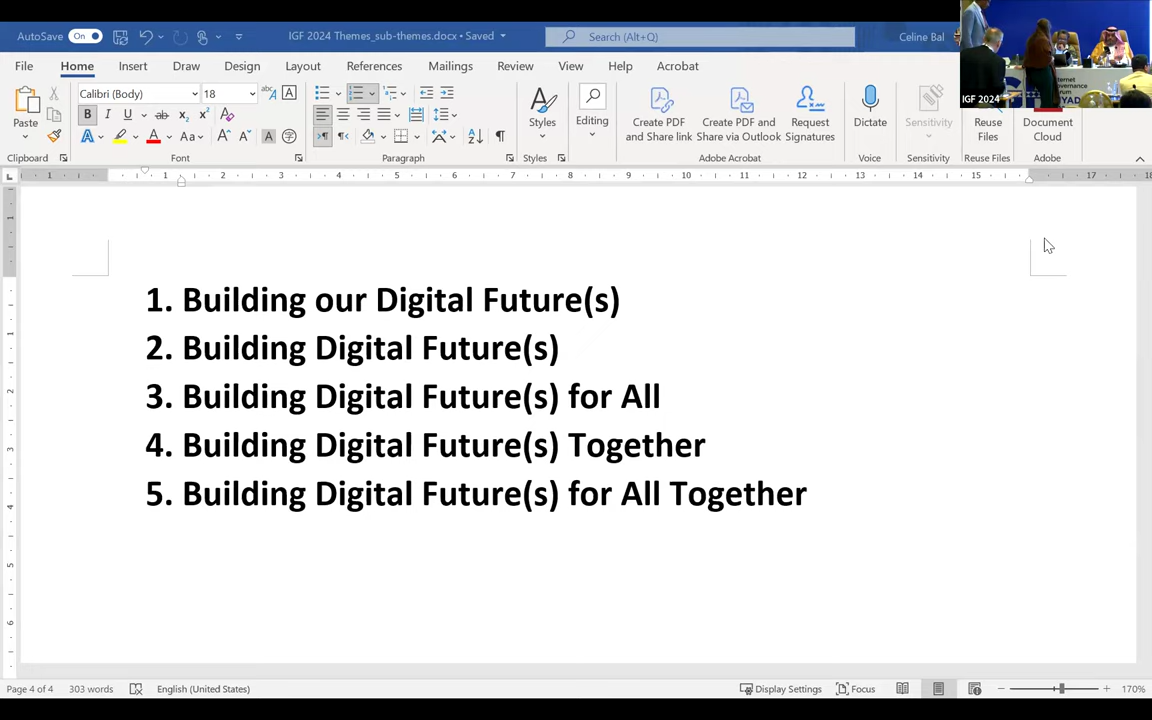 AutoSave On IGF 2024 Themes_sub-themes.docx • Saved Search (Alt+Q) Celine Bal
File Home Insert Draw Design Layout References Mailings Review View Help Acrobat
Calibri (Body) 18
Paste Styles Editing Create PDF and Share link Create PDF and Share via Outlook Request Signatures Dictate Sensitivity Reuse Files Document Cloud
Clipboard Font Paragraph Styles Adobe Acrobat Voice Sensitivity Reuse Files Adobe
IGF 2024
1. Building our Digital Future(s)
2. Building Digital Future(s)
3. Building Digital Future(s) for All
4. Building Digital Future(s) Together
5. Building Digital Future(s) for All Together
Page 4 of 4 303 words English (United States) Display Settings Focus 170%